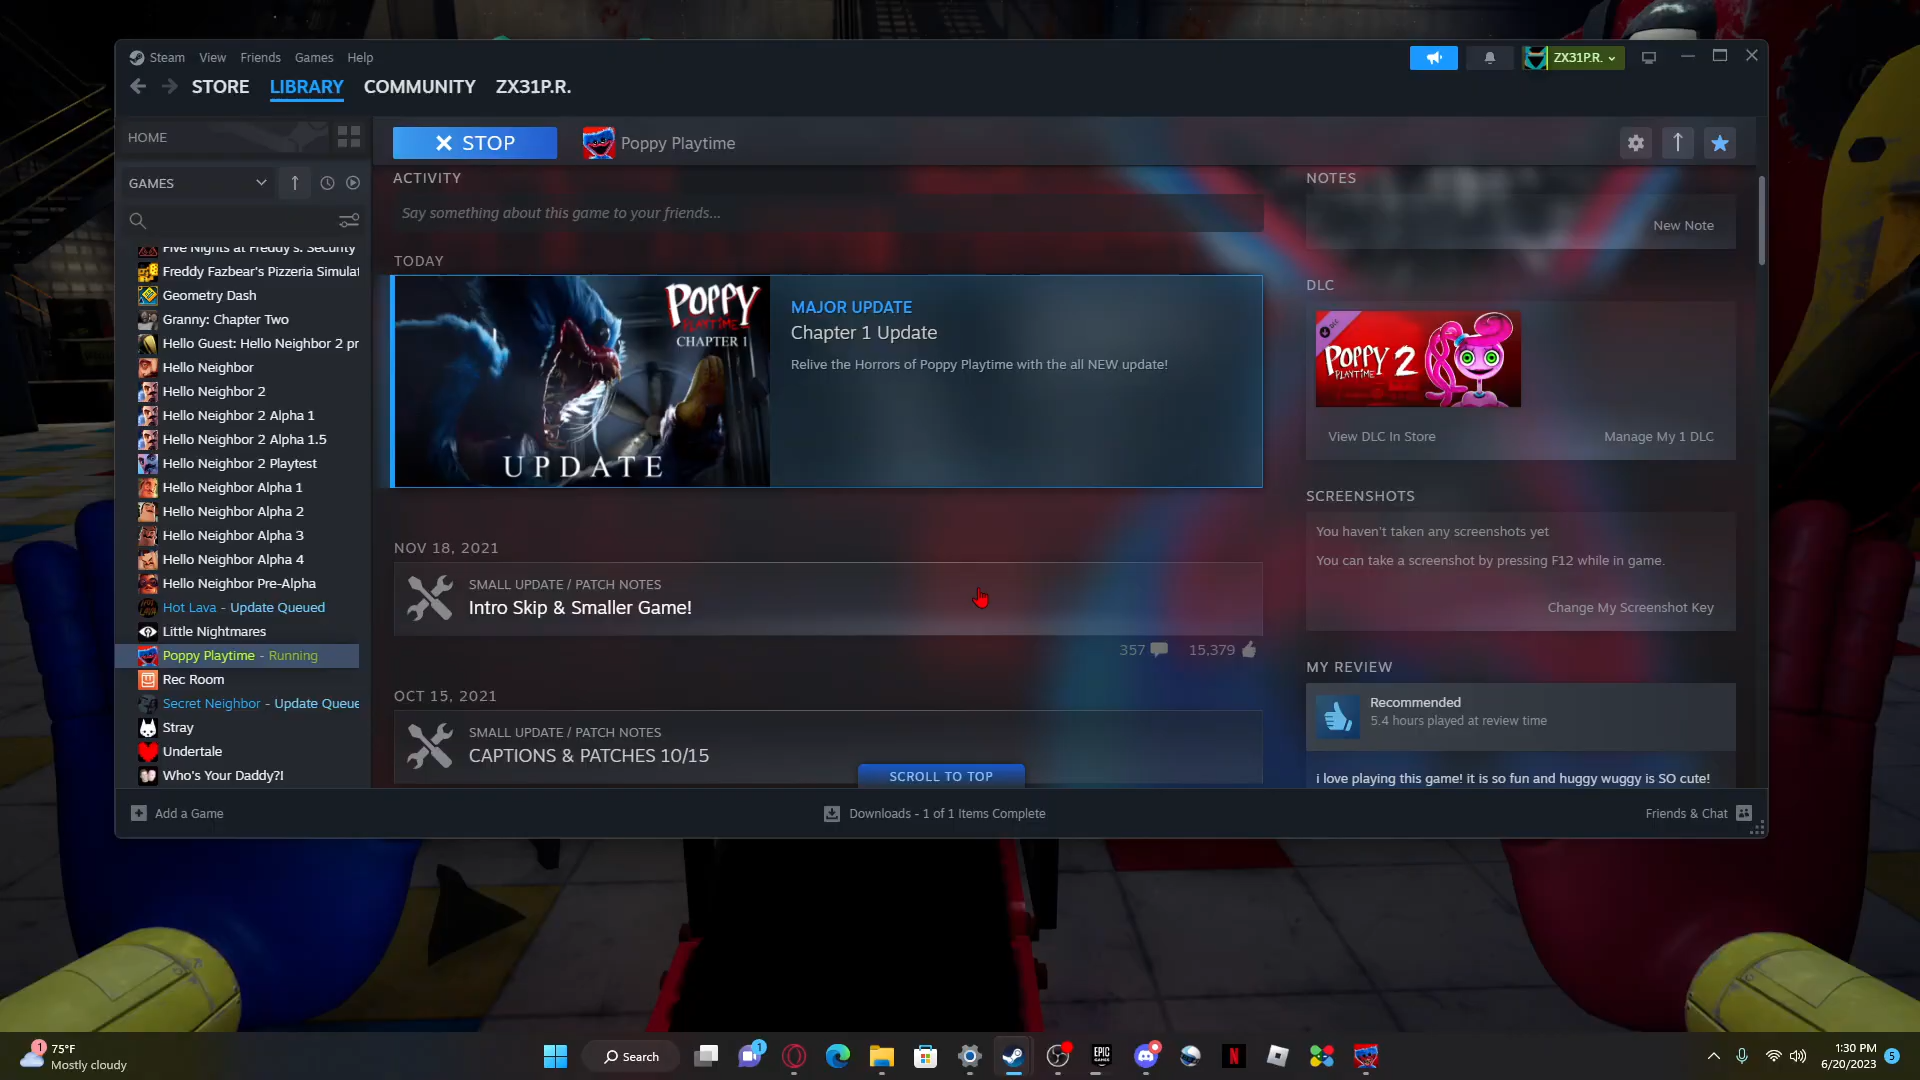 Steam View Friends Games Help
ZX31P.R.
STORE LIBRARY COMMUNITY ZX31P.R.
HOME
STOP
Poppy Playtime
GAMES
ACTIVITY
Say something about this game to your friends...
TODAY
POPPY
PLAYTIME
CHAPTER 1
UPDATE
MAJOR UPDATE
Chapter 1 Update
Relive the Horrors of Poppy Playtime with the all NEW update!
NOV 18, 2021
SMALL UPDATE / PATCH NOTES
Intro Skip & Smaller Game!
357
15,379
OCT 15, 2021
SMALL UPDATE / PATCH NOTES
CAPTIONS & PATCHES 10/15
SCROLL TO TOP
Five Nights at Freddy's: Security
Freddy Fazbear's Pizzeria Simulat
Geometry Dash
Granny: Chapter Two
Hello Guest: Hello Neighbor 2 pr
Hello Neighbor
Hello Neighbor 2
Hello Neighbor 2 Alpha 1
Hello Neighbor 2 Alpha 1.5
Hello Neighbor 2 Playtest
Hello Neighbor Alpha 1
Hello Neighbor Alpha 2
Hello Neighbor Alpha 3
Hello Neighbor Alpha 4
Hello Neighbor Pre-Alpha
Hot Lava - Update Queued
Little Nightmares
Poppy Playtime - Running
Rec Room
Secret Neighbor - Update Queue
Stray
Undertale
Who's Your Daddy?!
NOTES
New Note
DLC
DLC
POPPY 2
PLAYTIME
View DLC In Store
Manage My 1 DLC
SCREENSHOTS
You haven't taken any screenshots yet
You can take a screenshot by pressing F12 while in game.
Change My Screenshot Key
MY REVIEW
Recommended
5.4 hours played at review time
i love playing this game! it is so fun and huggy wuggy is SO cute!
Add a Game
Downloads - 1 of 1 Items Complete
Friends & Chat
1
75°F
Mostly cloudy
Search
1
EPIC
GAMES
N
1:30 PM
6/20/2023
5